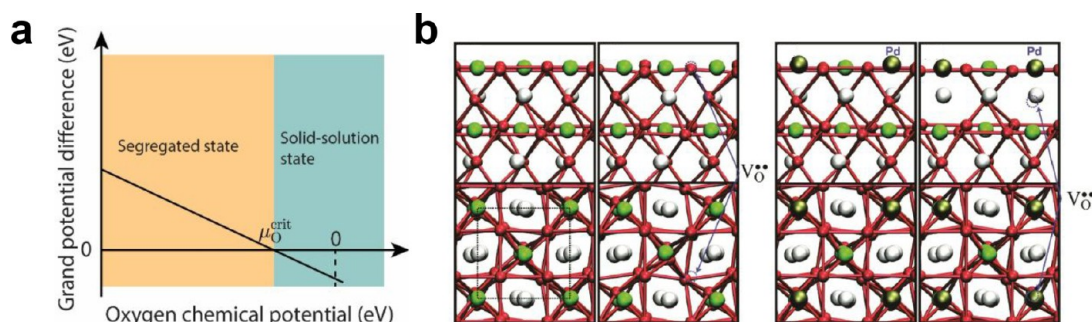 a
Grand potential difference (eV)
0
Segregated state
Solid-solution
state
μ_O^crit
0
Oxygen chemical potential (eV)
b
Pd
Pd
V_O^••
V_O^••